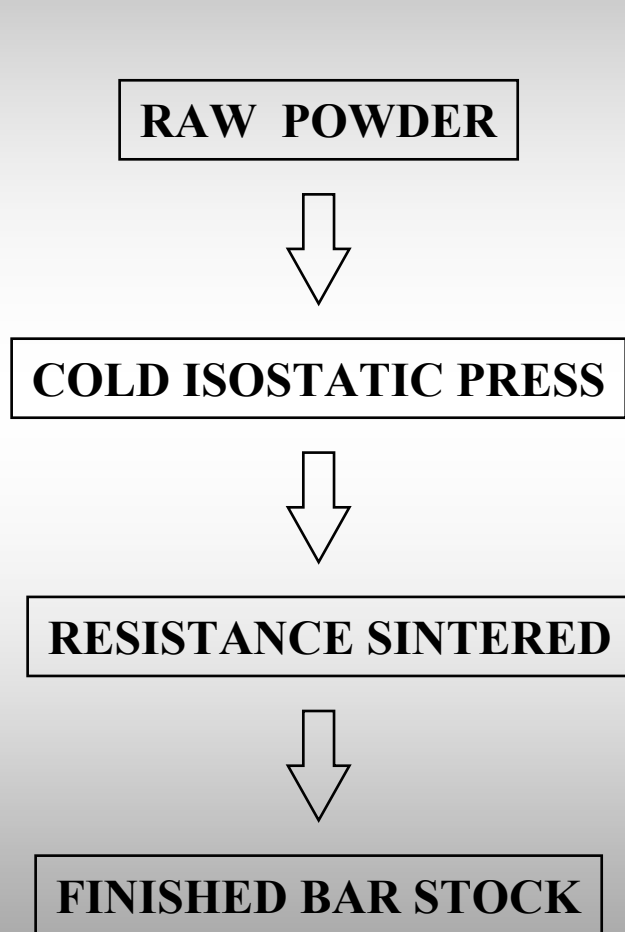 RAW POWDER
COLD ISOSTATIC PRESS
RESISTANCE SINTERED
FINISHED BAR STOCK